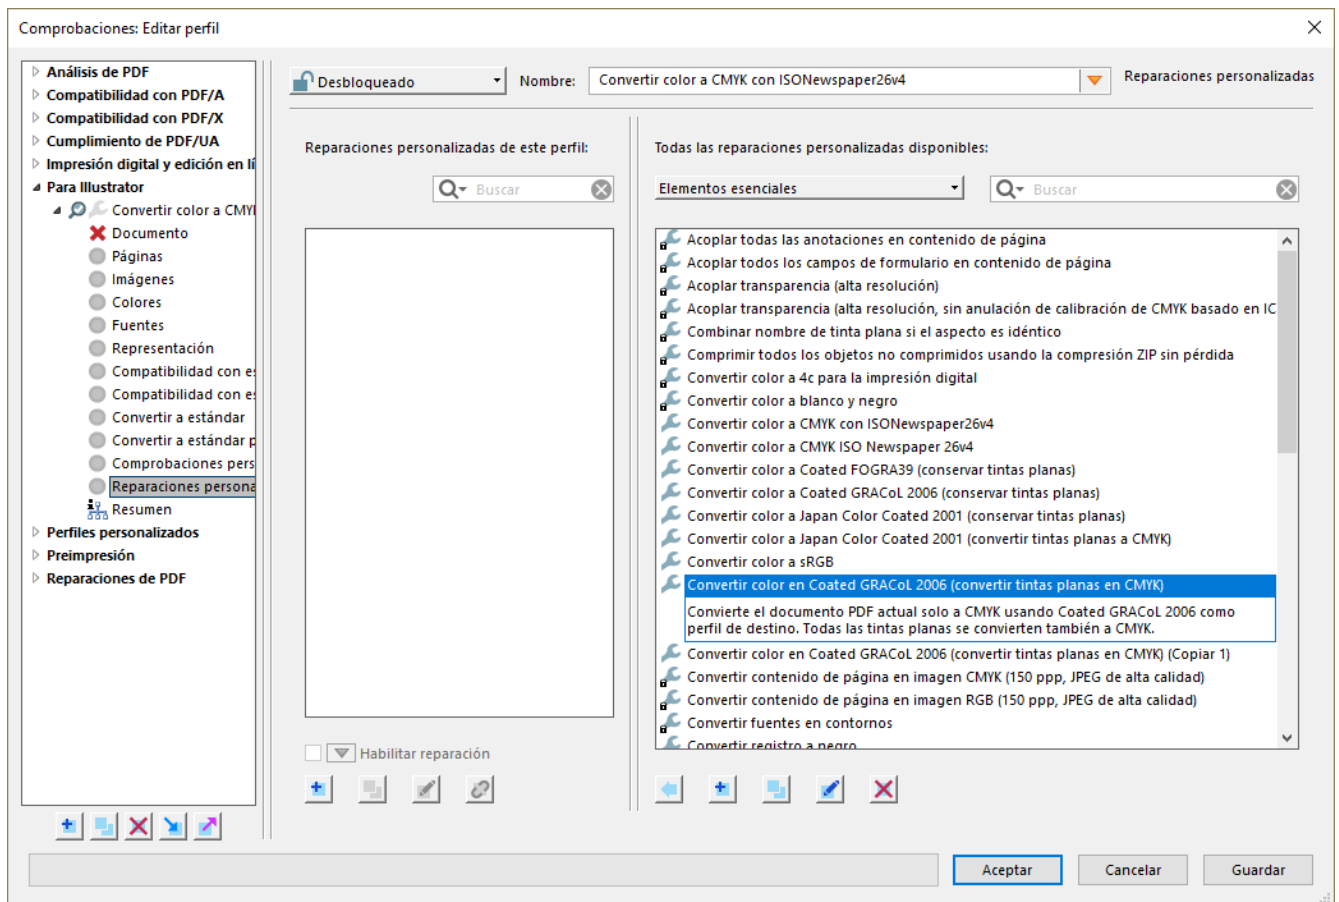 Comprobaciones: Editar perfil
Análisis de PDF
Compatibilidad con PDF/A
Compatibilidad con PDF/X
Cumplimiento de PDF/UA
Impresión digital y edición en lí
Para Illustrator
Convertir color a CMY
Documento
Páginas
Imágenes
Colores
Fuentes
Representación
Compatibilidad con es
Compatibilidad con es
Convertir a estándar
Convertir a estándar p
Comprobaciones pers
Reparaciones persona
Resumen
Perfiles personalizados
Preimpresión
Reparaciones de PDF
Desbloqueado
Nombre:
Convertir color a CMYK con ISONewspaper26v4
Reparaciones personalizadas
Reparaciones personalizadas de este perfil:
Buscar
Habilitar reparación
Todas las reparaciones personalizadas disponibles:
Elementos esenciales
Buscar
Acoplar todas las anotaciones en contenido de página
Acoplar todos los campos de formulario en contenido de página
Acoplar transparencia (alta resolución)
Acoplar transparencia (alta resolución, sin anulación de calibración de CMYK basado en IC
Combinar nombre de tinta plana si el aspecto es idéntico
Comprimir todos los objetos no comprimidos usando la compresión ZIP sin pérdida
Convertir color a 4c para la impresión digital
Convertir color a blanco y negro
Convertir color a CMYK con ISONewspaper26v4
Convertir color a CMYK ISO Newspaper 26v4
Convertir color a Coated FOGRA39 (conservar tintas planas)
Convertir color a Coated GRACoL 2006 (conservar tintas planas)
Convertir color a Japan Color Coated 2001 (conservar tintas planas)
Convertir color a Japan Color Coated 2001 (convertir tintas planas a CMYK)
Convertir color a sRGB
Convertir color en Coated GRACoL 2006 (convertir tintas planas en CMYK)
Convierte el documento PDF actual solo a CMYK usando Coated GRACoL 2006 como
perfil de destino. Todas las tintas planas se convierten también a CMYK.
Convertir color en Coated GRACoL 2006 (convertir tintas planas en CMYK) (Copiar 1)
Convertir contenido de página en imagen CMYK (150 ppp, JPEG de alta calidad)
Convertir contenido de página en imagen RGB (150 ppp, JPEG de alta calidad)
Convertir fuentes en contornos
Convertir registro a negro
Aceptar
Cancelar
Guardar